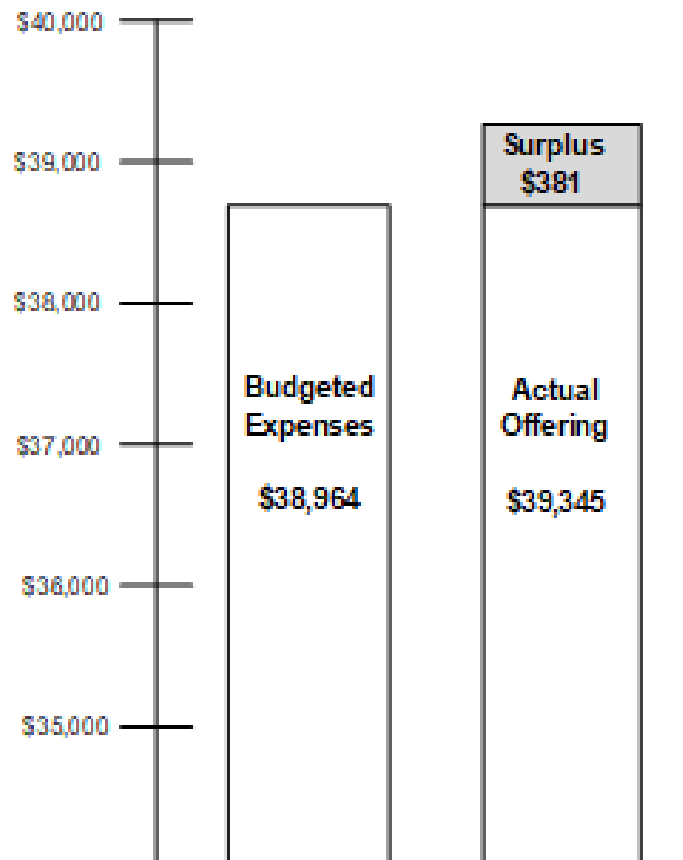 $40,000
$39,000
$38,000
$37,000
$36,000
$35,000
Budgeted
Expenses
$38,964
Surplus
$381
Actual
Offering
$39,345